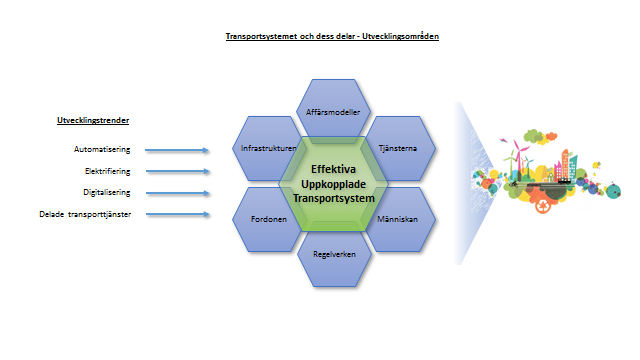 Transportsystemet och dess delar - Utvecklingsområden
Utvecklingstrender
Automatisering
Elektrifiering
Digitalisering
Delade transporttjänster
Affärsmodeller
Infrastrukturen
Tjänsterna
Effektiva
Uppkopplade
Transportsystem
Fordonen
Människan
Regelverken